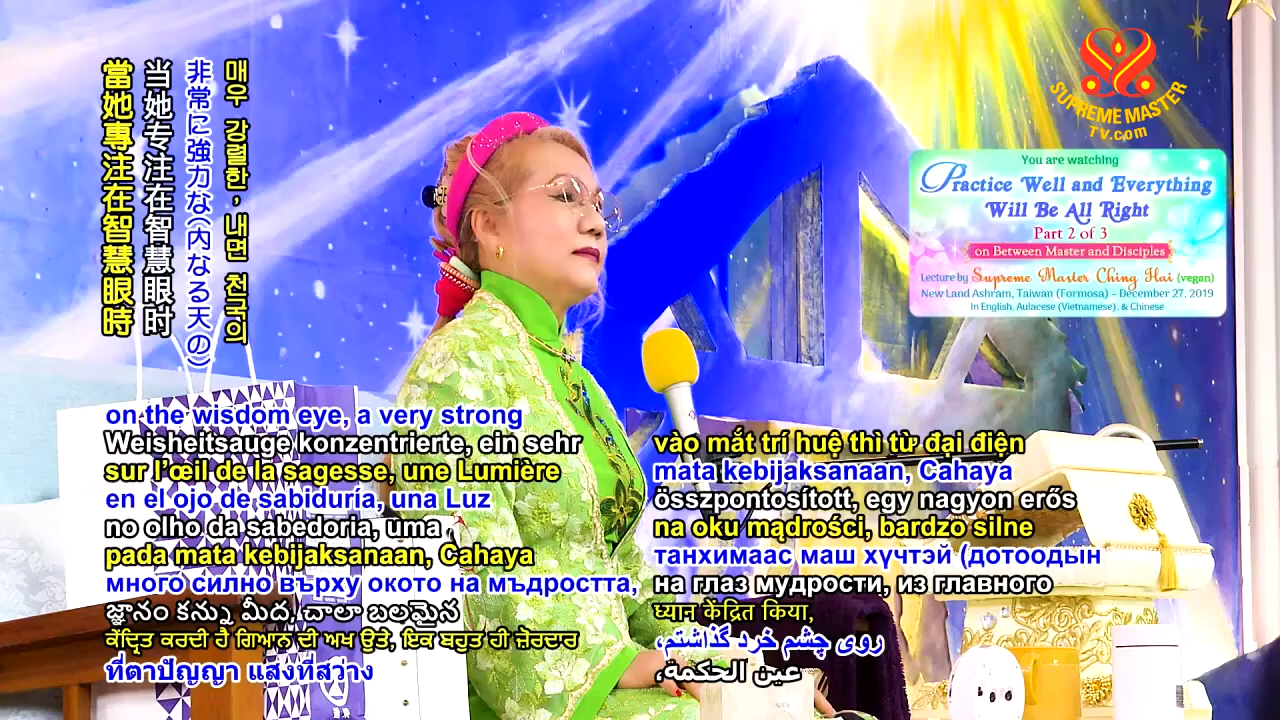 當她專注在智慧眼時
当她专注在智慧眼时
非常に強力な(内なる天の)
매우 강렬한, 내면 천국의
SUPREME MASTER
TV.com
You are watching
Practice Well and Everything
Will Be All Right
Part 2 of 3
on Between Master and Disciples
Lecture by Supreme Master Ching Hai (vegan)
New Land Ashram, Taiwan (Formosa) – December 27, 2019
In English, Aulacese (Vietnamese), & Chinese
on the wisdom eye, a very strong
Weisheitsauge konzentrierte, ein sehr
sur l’œil de la sagesse, une Lumière
en el ojo de sabiduría, una Luz
no olho da sabedoria, uma
pada mata kebijaksanaan, Cahaya
много силно върху окото на мъдростта,
జ్ఞానం కన్ను మీద, చాలా బలమైన
ਕੇਂਦ੍ਰਿਤ ਕਰਦੀ ਹੈ ਗਿਆਨ ਦੀ ਅਖ ਉਤੇ, ਇਕ ਬਹੁਤ ਹੀ ਜ਼ੋਰਦਾਰ
ที่ตาปัญญา แสงที่สว่าง
vào mắt trí huệ thì từ đại điện
mata kebijaksanaan, Cahaya
összpontosított, egy nagyon erős
na oku mądrości, bardzo silne
танхимаас маш хүчтэй (дотоодын
на глаз мудрости, из главного
ध्यान केंद्रित किया,
روی چشم خرد گذاشتم،
عين الحكمة،